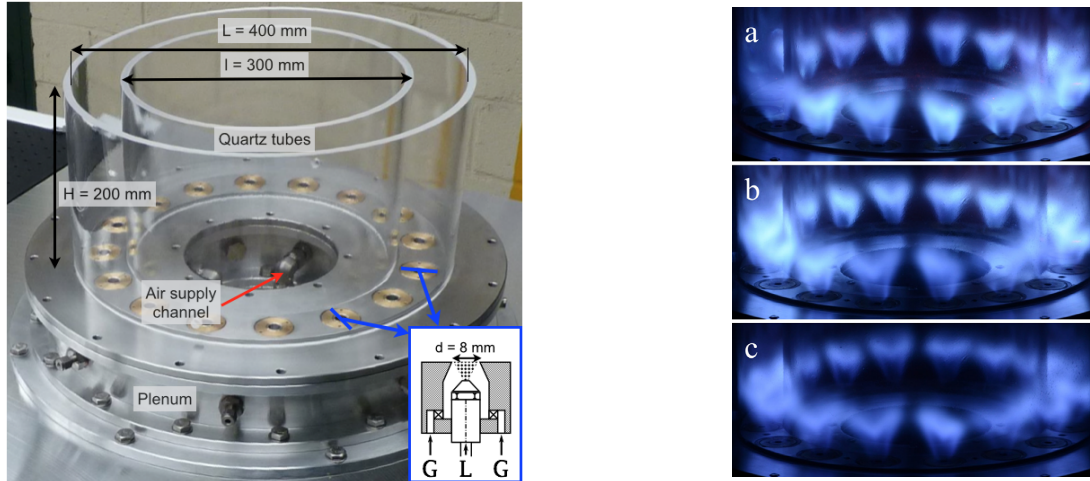 L = 400 mm
l = 300 mm
Quartz tubes
H = 200 mm
Air supply
channel
d = 8 mm
Plenum
G L G
a
b
c